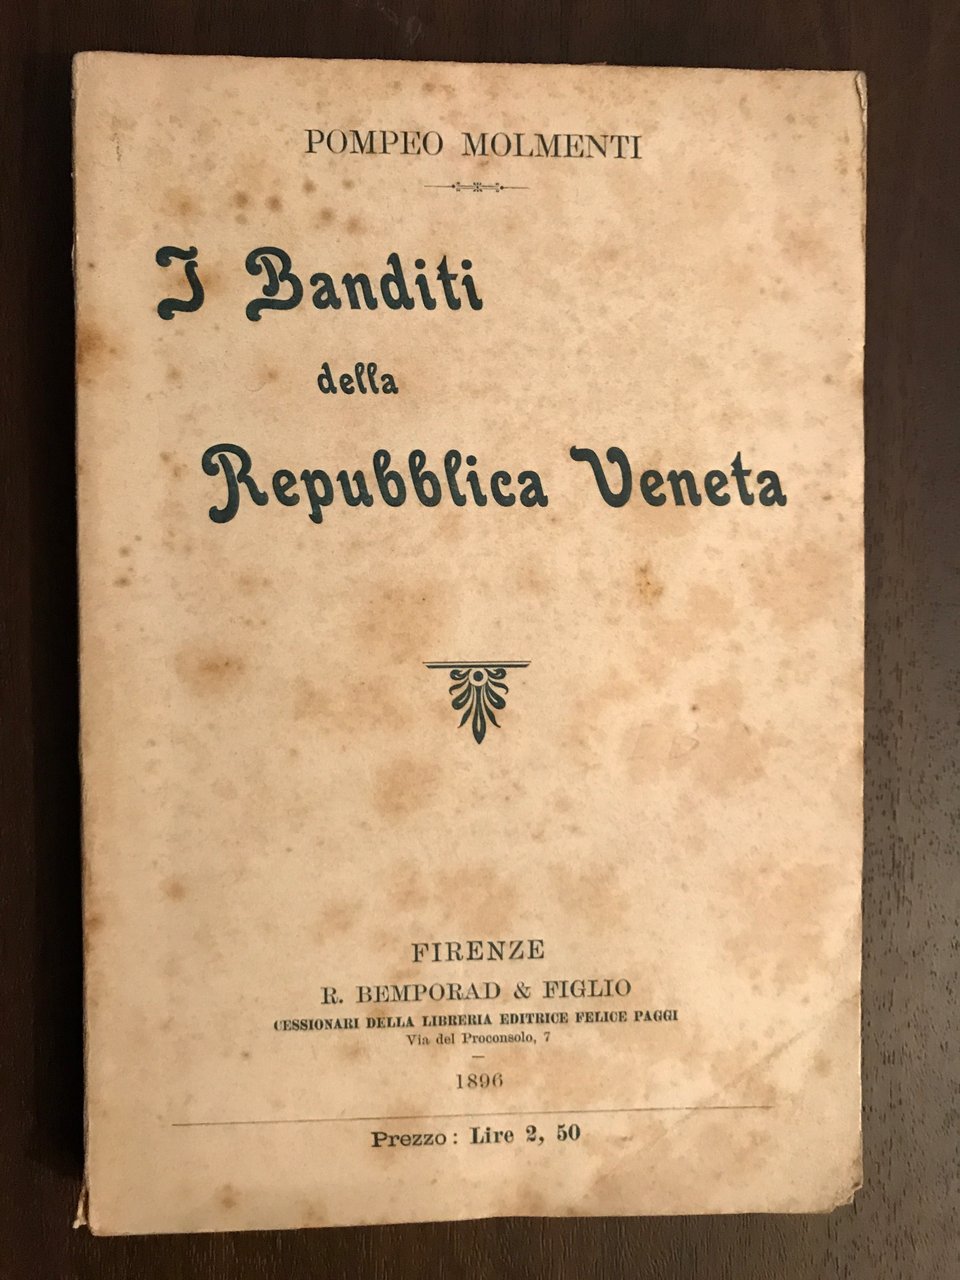 POMPEO MOLMENTI
I Banditi
della
Repubblica Veneta
FIRENZE
R. BEMPORAD & FIGLIO
CESSIONARI DELLA LIBRERIA EDITRICE FELICE PAGGI
Via del Proconsolo, 7
1896
Prezzo: Lire 2, 50